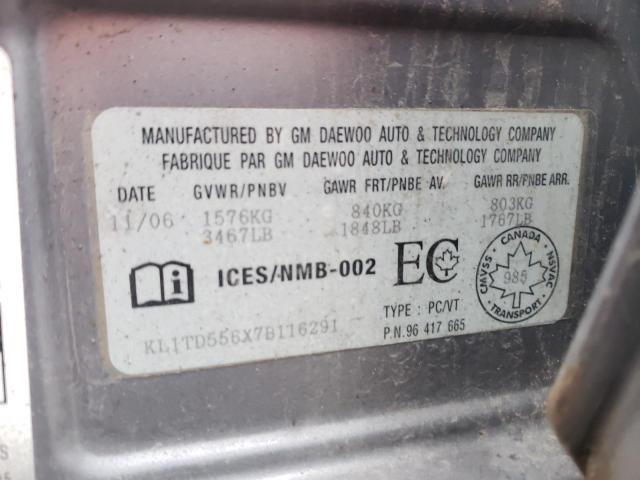 MANUFACTURED BY GM DAEWOO AUTO & TECHNOLOGY COMPANY
FABRIQUE PAR GM DAEWOO AUTO & TECHNOLOGY COMPANY
DATE GVWR/PNBV GAWR FRT/PNBE AV. GAWR RR/PNBE ARR.
11/06 1576KG 840KG 803KG
3467LB 1848LB 1767LB
i ICES/NMB-002 EC
CANADA
CMVSS 985 NSVAC
TRANSPORT
TYPE : PC/VT
KL1TD556X7B116291
P.N.96 417 665